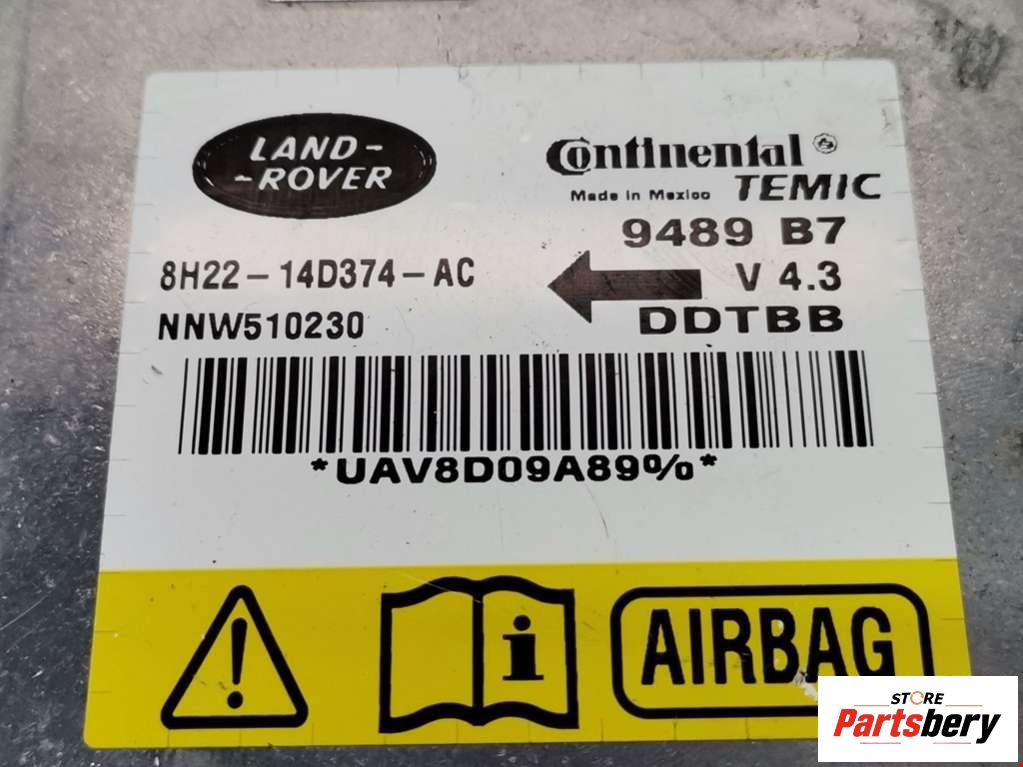 LAND-
-ROVER
Continental
Made in Mexico TEMIC
9489 B7
8H22-14D374-AC
V 4.3
NNW510230
DDTBB
*UAV8D09A89%*
i
AIRBAG
STORE
Partsbery